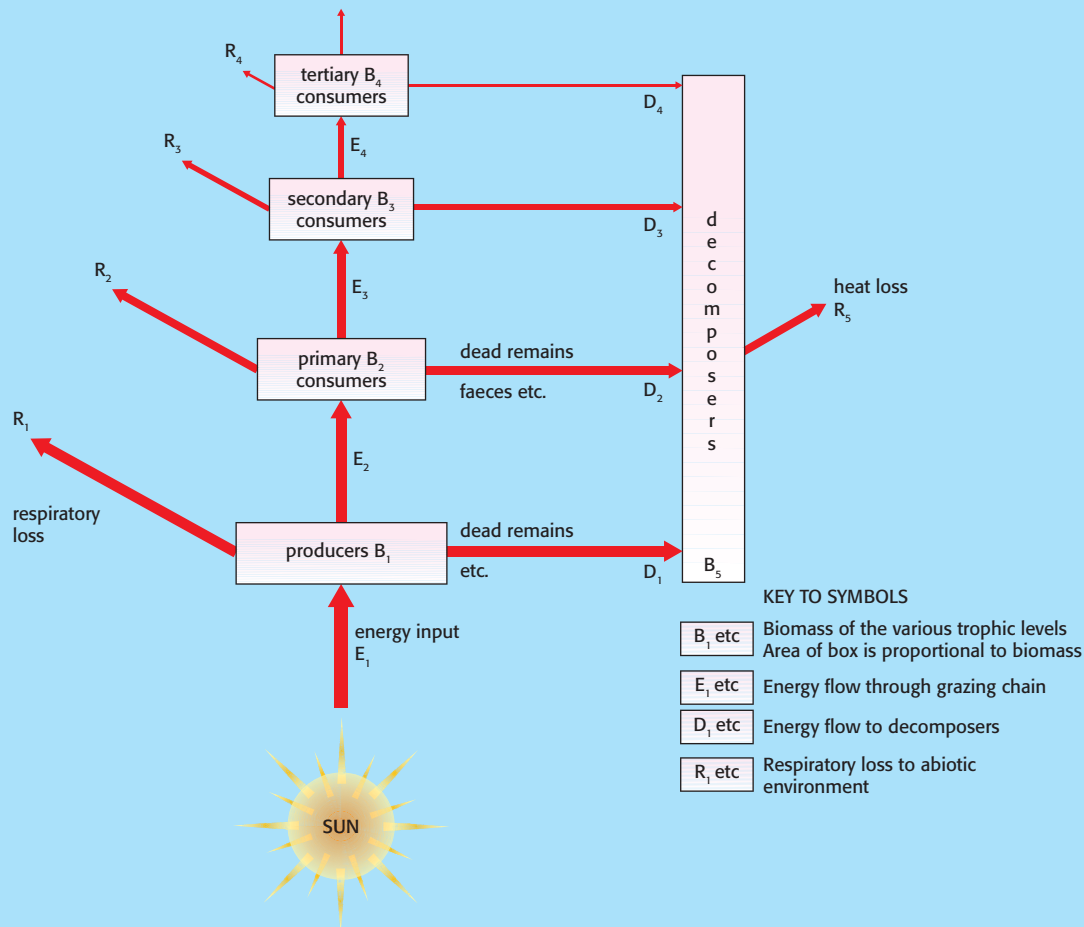 R₄
tertiary B₄
consumers
D₄
R₃
E₄
secondary B₃
consumers
D₃
decomposers
R₂
E₃
heat loss
R₅
primary B₂
consumers
dead remains
faeces etc.
D₂
R₁
E₂
respiratory
loss
producers B₁
dead remains
etc.
D₁
B₅
energy input
E₁
SUN
KEY TO SYMBOLS
B₁ etc
Biomass of the various trophic levels
Area of box is proportional to biomass
E₁ etc
Energy flow through grazing chain
D₁ etc
Energy flow to decomposers
R₁ etc
Respiratory loss to abiotic
environment